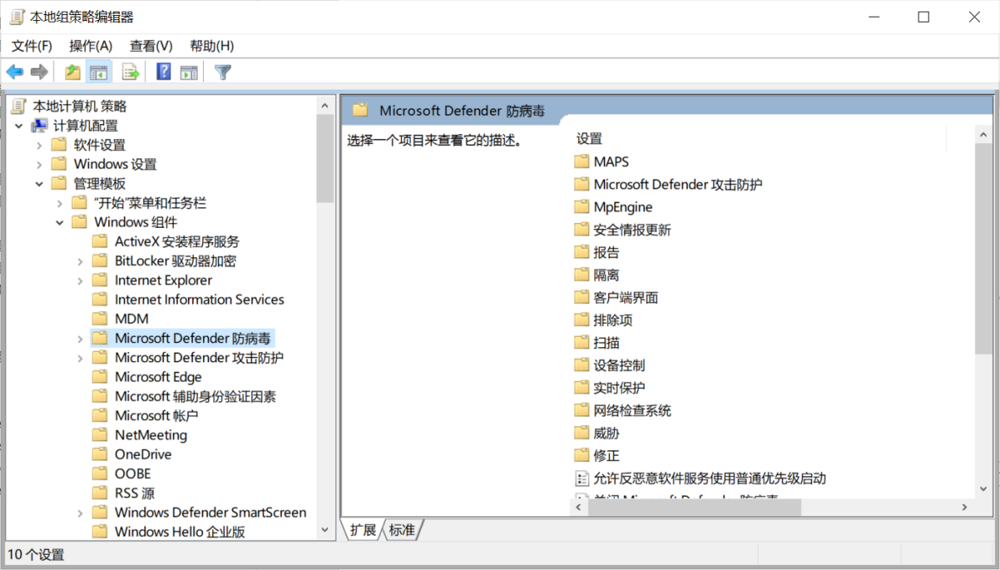 本地组策略编辑器
文件(F) 操作(A) 查看(V) 帮助(H)
本地计算机 策略
计算机配置
软件设置
Windows 设置
管理模板
“开始”菜单和任务栏
Windows 组件
ActiveX 安装程序服务
BitLocker 驱动器加密
Internet Explorer
Internet Information Services
MDM
Microsoft Defender 防病毒
Microsoft Defender 攻击防护
Microsoft Edge
Microsoft 辅助身份验证因素
Microsoft 帐户
NetMeeting
OneDrive
OOBE
RSS 源
Windows Defender SmartScreen
Windows Hello 企业版
Microsoft Defender 防病毒
选择一个项目来查看它的描述。
设置
MAPS
Microsoft Defender 攻击防护
MpEngine
安全情报更新
报告
隔离
客户端界面
排除项
扫描
设备控制
实时保护
网络检查系统
威胁
修正
允许反恶意软件服务使用普通优先级启动
关闭 Microsoft Defender 防病毒
扩展 标准
10 个设置